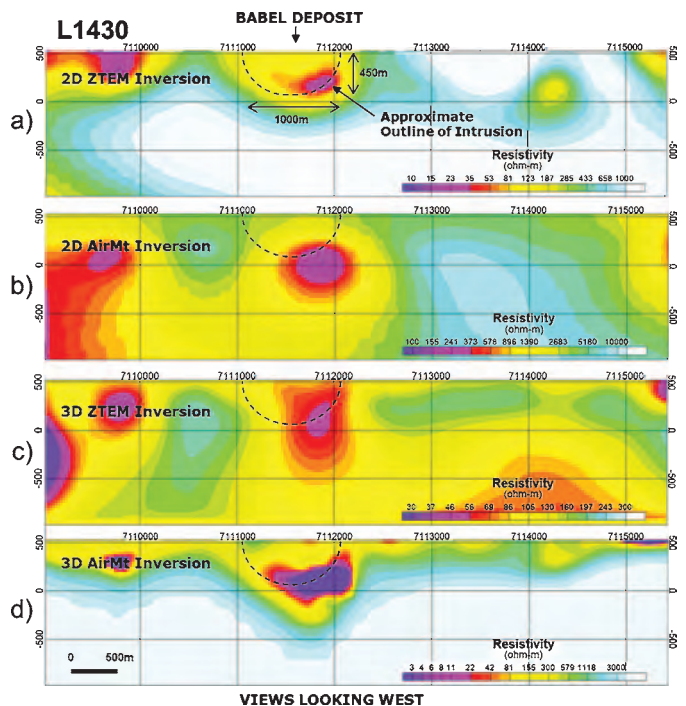 BABEL DEPOSIT
L1430
7110000 7111000 7112000 7113000 7114000 7115000
500 500
2D ZTEM Inversion
450m
a)
0 0
1000m
Approximate
Outline of Intrusion
-500 -500
Resistivity
(ohm-m)
10 15 23 35 53 81 123 187 285 433 658 1000
7110000 7111000 7112000 7113000 7114000 7115000
500 500
2D AirMt Inversion
b)
0 0
-500 -500
Resistivity
(ohm-m)
100 155 241 373 578 896 1390 2683 5180 10000
7110000 7111000 7112000 7113000 7114000 7115000
500 500
3D ZTEM Inversion
c)
0 0
-500 -500
Resistivity
(ohm-m)
30 37 46 56 69 86 105 130 160 197 243 300
7110000 7111000 7112000 7113000 7114000 7115000
500 500
3D AirMt Inversion
d)
0 0
-500 -500
0 500m
Resistivity
(ohm-m)
3 4 6 8 11 22 42 81 155 300 579 1118 3000
VIEWS LOOKING WEST